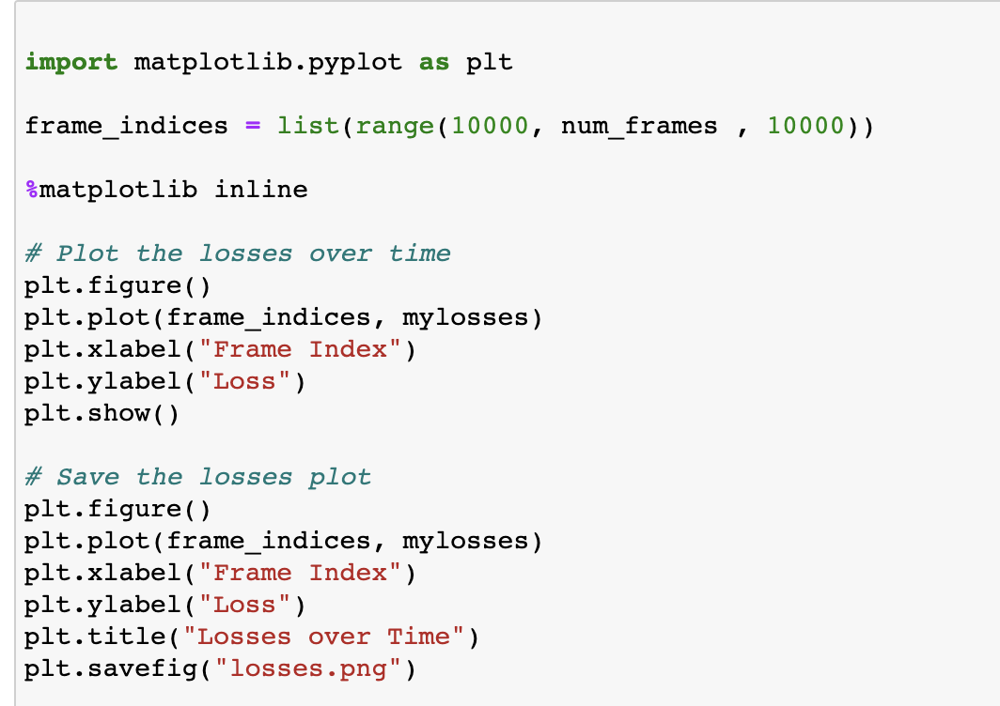 import matplotlib.pyplot as plt
frame_indices = list(range(10000, num_frames , 10000))
%matplotlib inline
# Plot the losses over time
plt.figure()
plt.plot(frame_indices, mylosses)
plt.xlabel("Frame Index")
plt.ylabel("Loss")
plt.show()
# Save the losses plot
plt.figure()
plt.plot(frame_indices, mylosses)
plt.xlabel("Frame Index")
plt.ylabel("Loss")
plt.title("Losses over Time")
plt.savefig("losses.png")